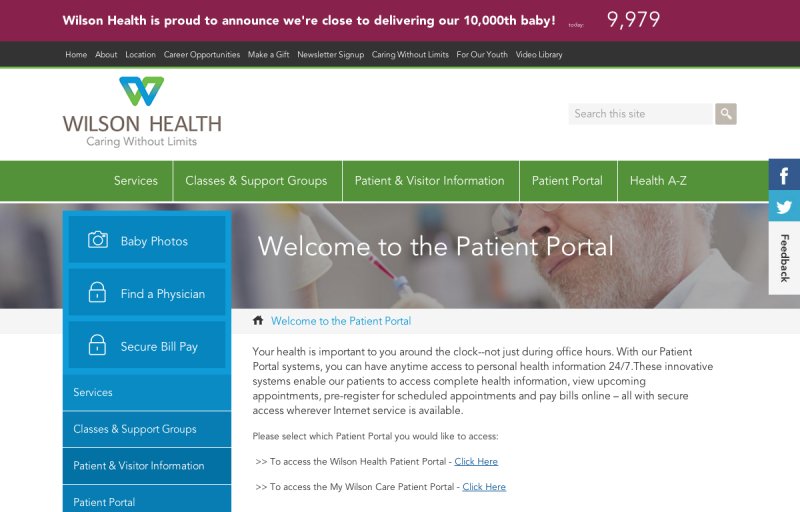 Wilson Health is proud to announce we're close to delivering our 10,000th baby! today: 9,979
Home About Location Career Opportunities Make a Gift Newsletter Signup Caring Without Limits For Our Youth Video Library
WILSON HEALTH
Caring Without Limits
Search this site
Services Classes & Support Groups Patient & Visitor Information Patient Portal Health A-Z
Feedback
Baby Photos
Find a Physician
Secure Bill Pay
Services
Classes & Support Groups
Patient & Visitor Information
Patient Portal
Welcome to the Patient Portal
Welcome to the Patient Portal
Your health is important to you around the clock--not just during office hours. With our Patient
Portal systems, you can have anytime access to personal health information 24/7.These innovative
systems enable our patients to access complete health information, view upcoming
appointments, pre-register for scheduled appointments and pay bills online – all with secure
access wherever Internet service is available.
Please select which Patient Portal you would like to access:
>> To access the Wilson Health Patient Portal - Click Here
>> To access the My Wilson Care Patient Portal - Click Here